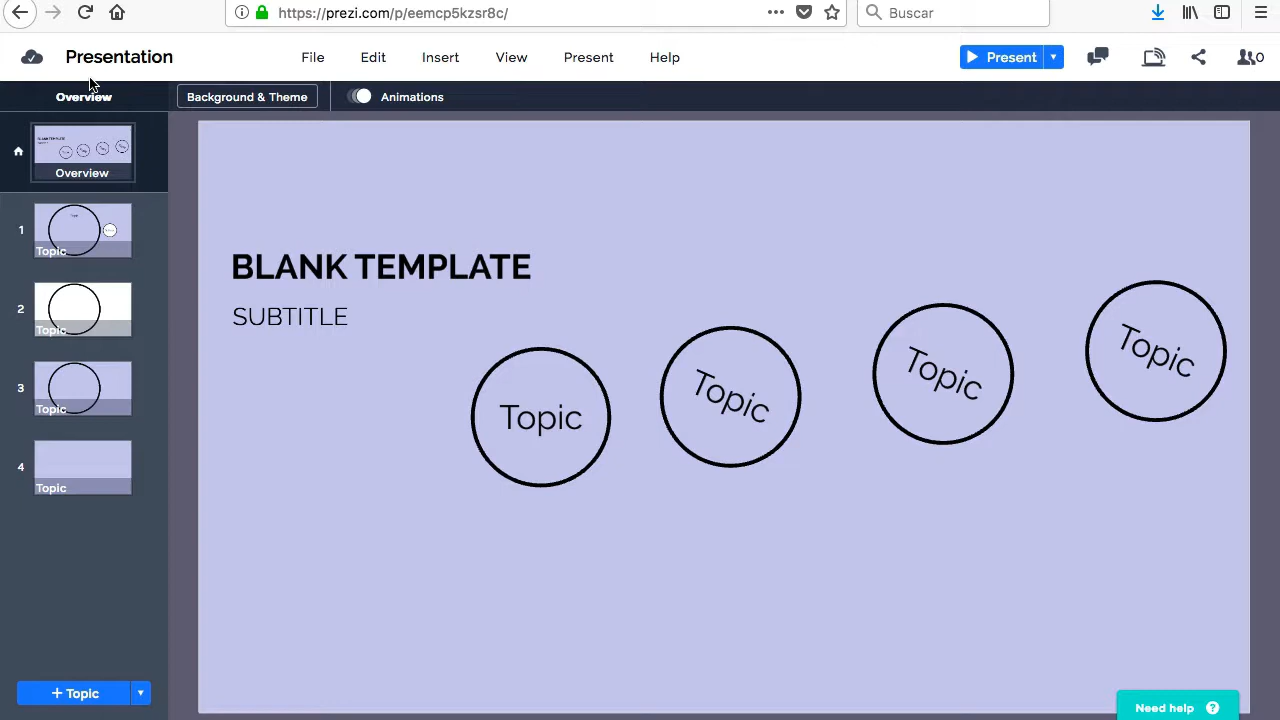 https://prezi.com/p/eemcp5kzsr8c/
Buscar
Presentation
File Edit Insert View Present Help
Present
0
Overview
Background & Theme
Animations
Overview
1
Topic
2
Topic
3
Topic
4
Topic
+ Topic
BLANK TEMPLATE
SUBTITLE
Topic
Topic
Topic
Topic
Need help ?